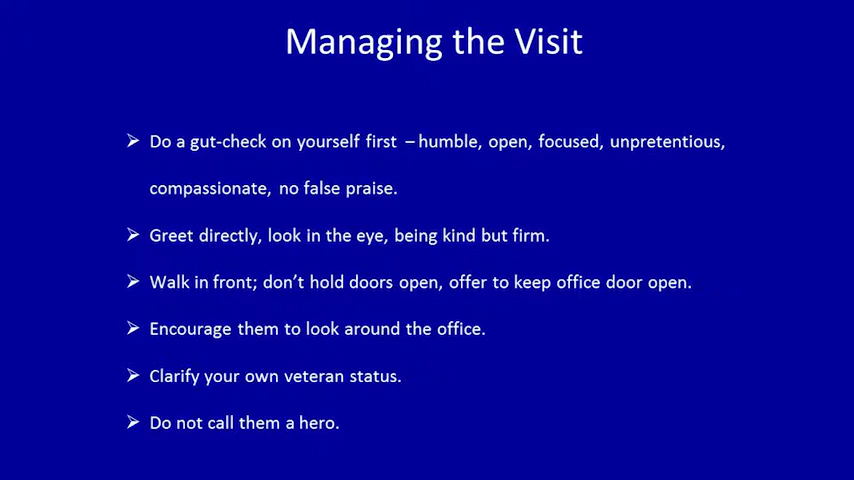 Managing the Visit
➢ Do a gut-check on yourself first – humble, open, focused, unpretentious,
compassionate, no false praise.
➢ Greet directly, look in the eye, being kind but firm.
➢ Walk in front; don’t hold doors open, offer to keep office door open.
➢ Encourage them to look around the office.
➢ Clarify your own veteran status.
➢ Do not call them a hero.